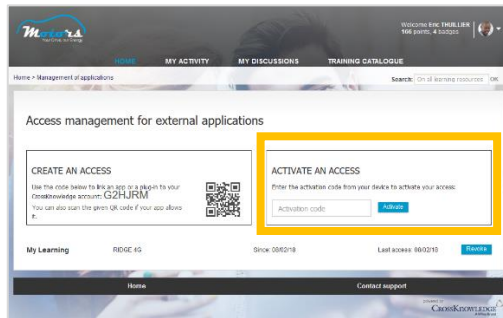 Motors
Welcome Eric THUILLIER
166 points, 4 badges
HOME MY ACTIVITY MY DISCUSSIONS TRAINING CATALOGUE
Home > Management of applications
Search: On all learning resources OK
Access management for external applications
CREATE AN ACCESS
Use the code below to link an app or a plug-in to your
CrossKnowledge account: G2HJRM
You can also scan the given QR code if your app allows
it.
ACTIVATE AN ACCESS
Enter the activation code from your device to activate your access:
Activation code Activate
My Learning RIDGE 4G Since: 08/02/18 Last access: 08/02/18 Revoke
Home Contact support
CROSSKNOWLEDGE